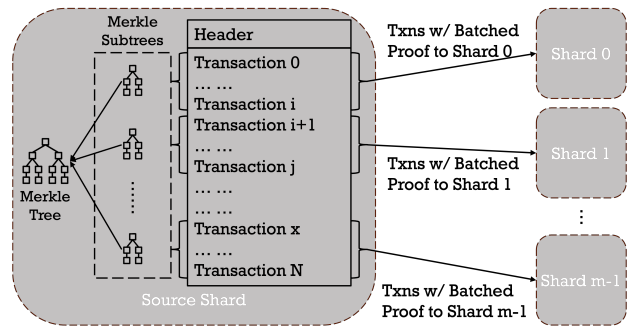 Merkle
Subtrees
Header
Transaction 0
... ...
Transaction i
Transaction i+1
... ...
Transaction j
... ...
... ...
Transaction x
... ...
Transaction N
Merkle
Tree
......
Source Shard
Txns w/ Batched
Proof to Shard 0
Shard 0
Txns w/ Batched
Proof to Shard 1
Shard 1
...
Txns w/ Batched
Proof to Shard m-1
Shard m-1